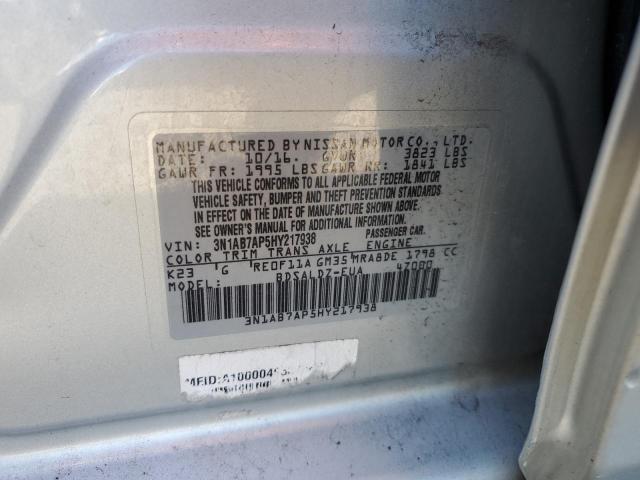 MANUFACTURED BY NISSAN MOTOR CO., LTD.
DATE: 10/16. GVWR 3823 LBS
GAWR FR: 1995 LBS GAWR RR: 1841 LBS
THIS VEHICLE CONFORMS TO ALL APPLICABLE FEDERAL MOTOR
VEHICLE SAFETY, BUMPER AND THEFT PREVENTION STANDARDS
IN EFFECT ON THE DATE OF MANUFACTURE SHOWN ABOVE.
SEE OWNER'S MANUAL FOR ADDITIONAL INFORMATION.
VIN: 3N1AB7AP5HY217938 PASSENGER CAR.
COLOR TRIM TRANS AXLE ENGINE
K23 G RE0F11A GM35 MRA8DE 1798 CC
MODEL: BDSALDZ-EUA 4Z000
3N1AB7AP5HY217938
MFID:A1000049